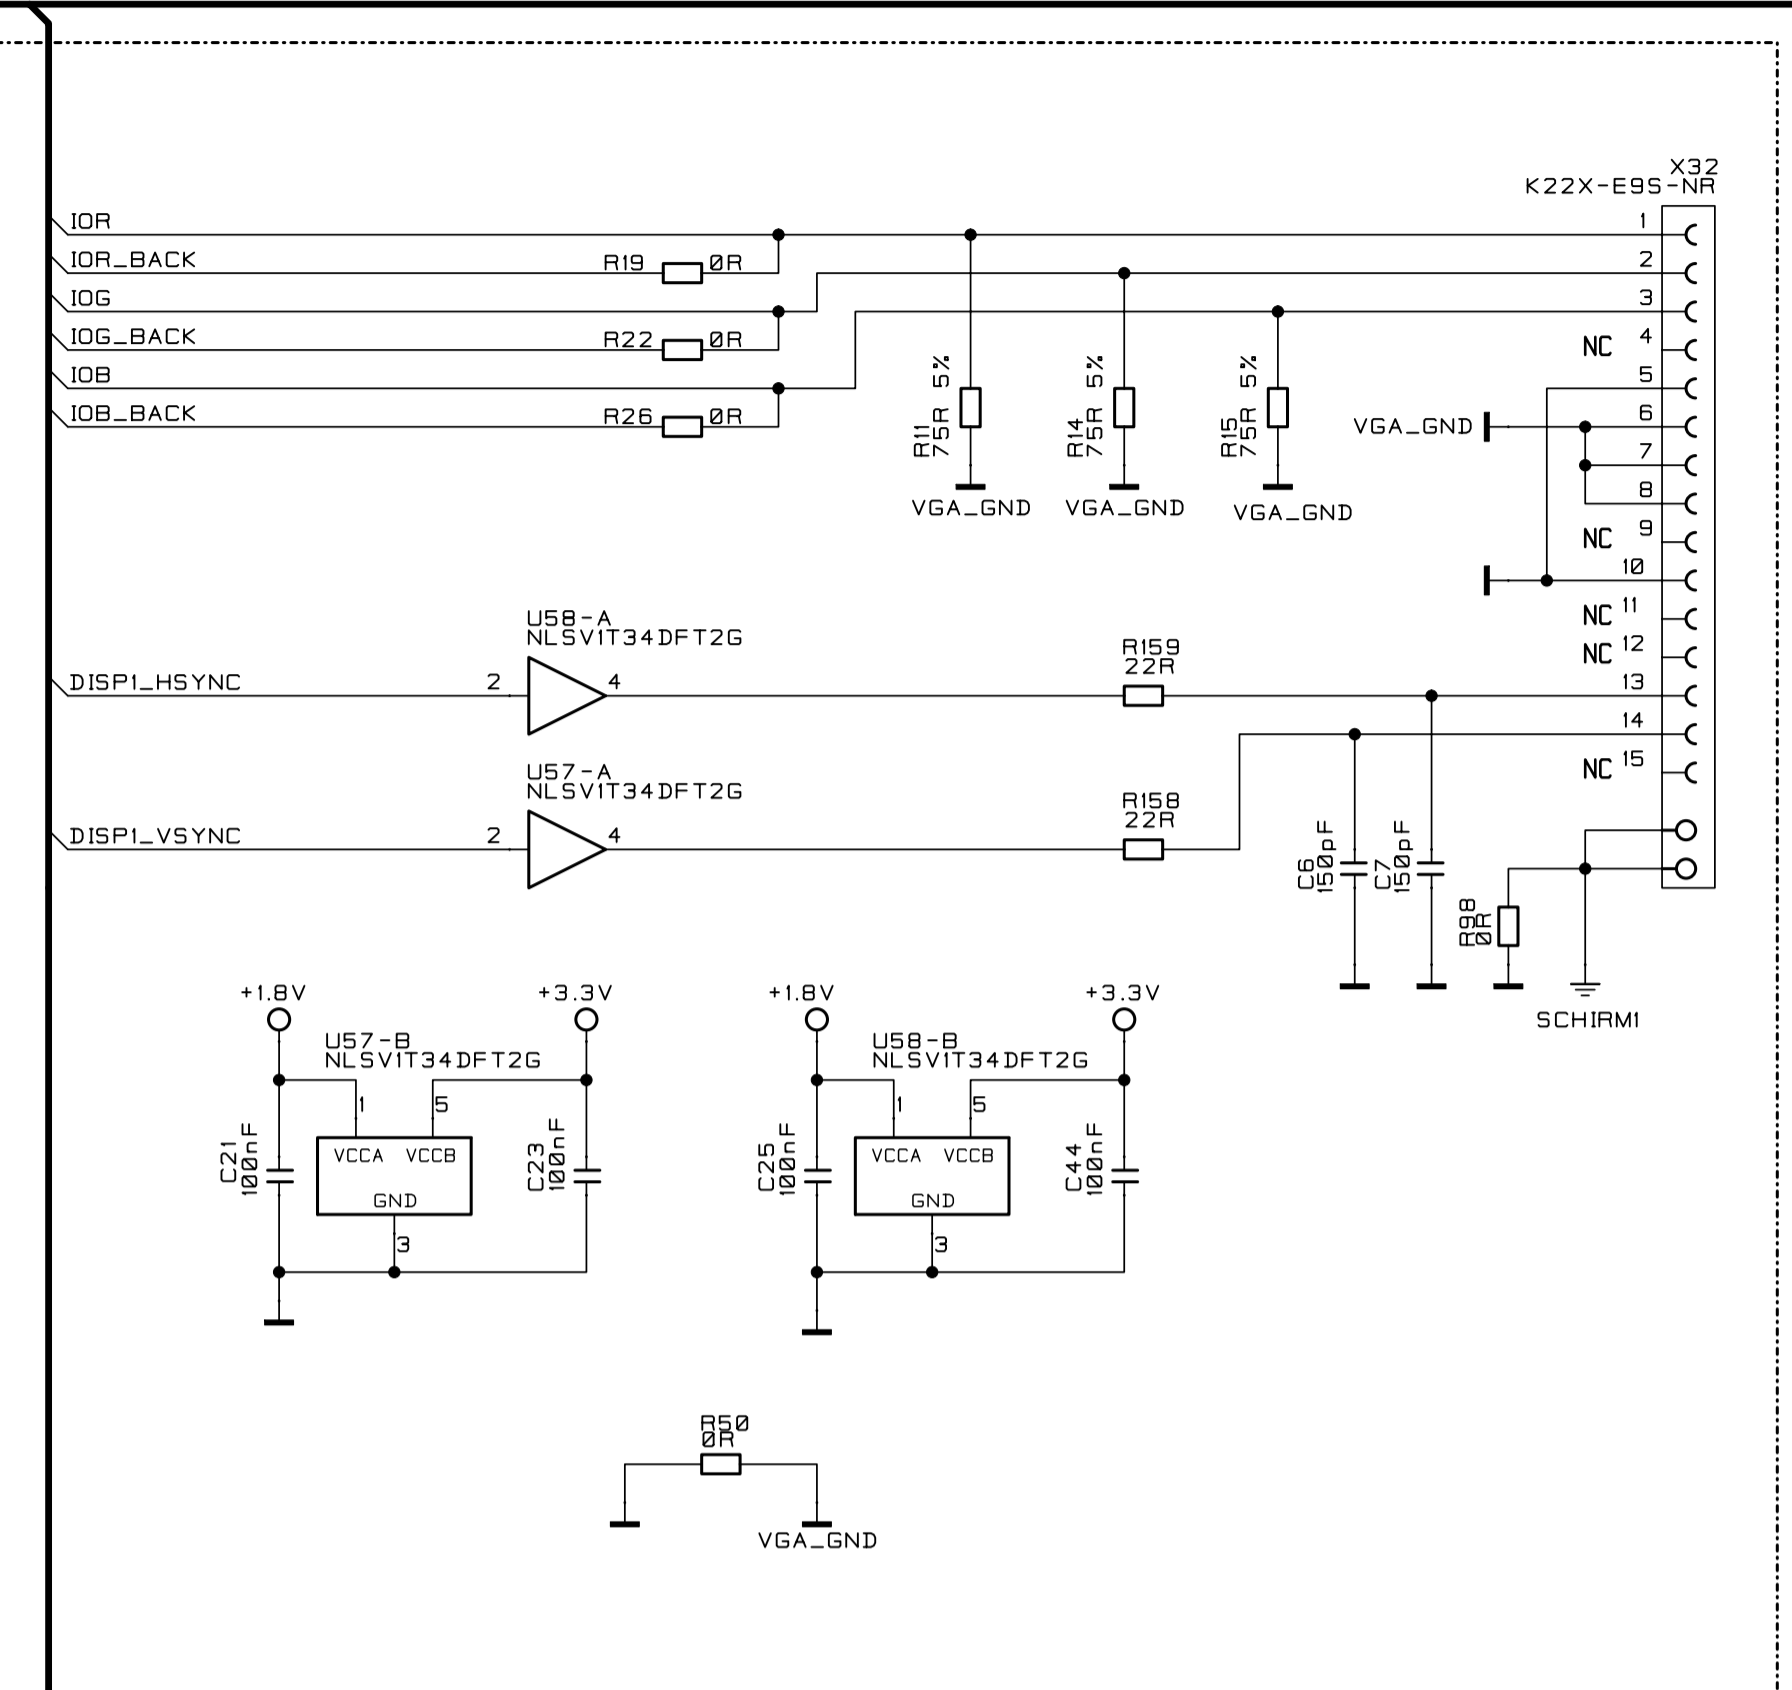 X32
K22X-E9S-NR
IOR
1
IOR_BACK
R19 0R
2
IOG
3
IOG_BACK
R22 0R
NC 4
IOB
5
IOB_BACK
R26 0R
R11
75R 5%
R14
75R 5%
R15
75R 5%
VGA_GND
6
7
8
VGA_GND
VGA_GND
VGA_GND
NC 9
10
NC 11
NC 12
U58-A
NLSV1T34DFT2G
R159
22R
DISP1_HSYNC
2
4
13
14
NC 15
U57-A
NLSV1T34DFT2G
R158
22R
DISP1_VSYNC
2
4
C6
150pF
C7
150pF
R98
0R
SCHIRM1
+1.8V
+3.3V
+1.8V
+3.3V
U57-B
NLSV1T34DFT2G
U58-B
NLSV1T34DFT2G
1
5
1
5
C21
100nF
VCCA VCCB
C23
100nF
C25
100nF
VCCA VCCB
C44
100nF
GND
GND
3
3
R50
0R
VGA_GND